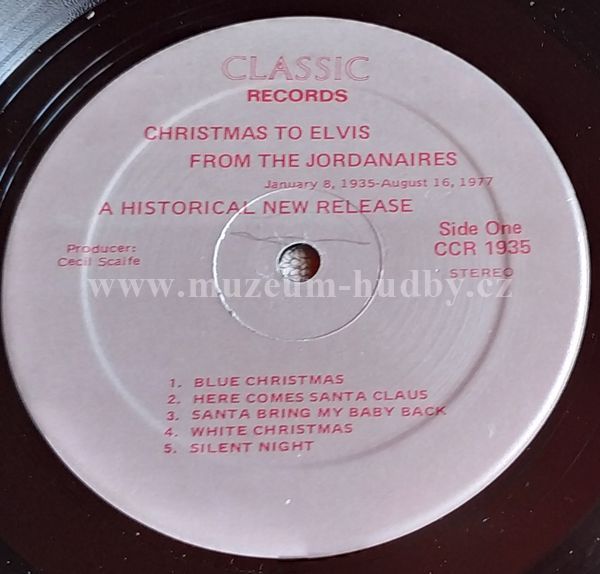 CLASSIC
RECORDS
CHRISTMAS TO ELVIS
FROM THE JORDANAIRES
January 8, 1935-August 16, 1977
A HISTORICAL NEW RELEASE
Side One
Producer:
CCR 1935
Cecil Scaife
STEREO
www.muzeum-hudby.cz
1. BLUE CHRISTMAS
2. HERE COMES SANTA CLAUS
3. SANTA BRING MY BABY BACK
4. WHITE CHRISTMAS
5. SILENT NIGHT